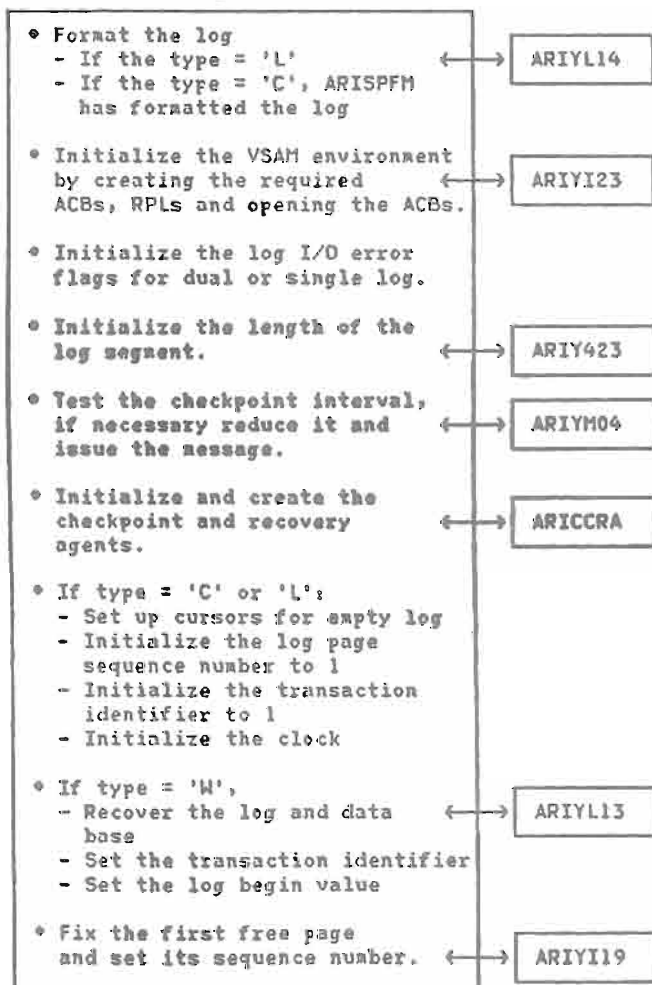 • Format the log
- If the type = 'L'
ARIYL14
- If the type = 'C', ARISPFM
has formatted the log
• Initialize the VSAM environment
by creating the required
ARIYI23
ACBs, RPLs and opening the ACBs.
• Initialize the log I/O error
flags for dual or single log.
• Initialize the length of the
log segment.
ARIY423
• Test the checkpoint interval,
if necessary reduce it and
ARIYM04
issue the message.
• Initialize and create the
checkpoint and recovery
ARICCRA
agents.
• If type = 'C' or 'L':
- Set up cursors for empty log
- Initialize the log page
sequence number to 1
- Initialize the transaction
identifier to 1
- Initialize the clock
• If type = 'W',
- Recover the log and data
ARIYL13
base
- Set the transaction identifier
- Set the log begin value
• Fix the first free page
and set its sequence number.
ARIYI19